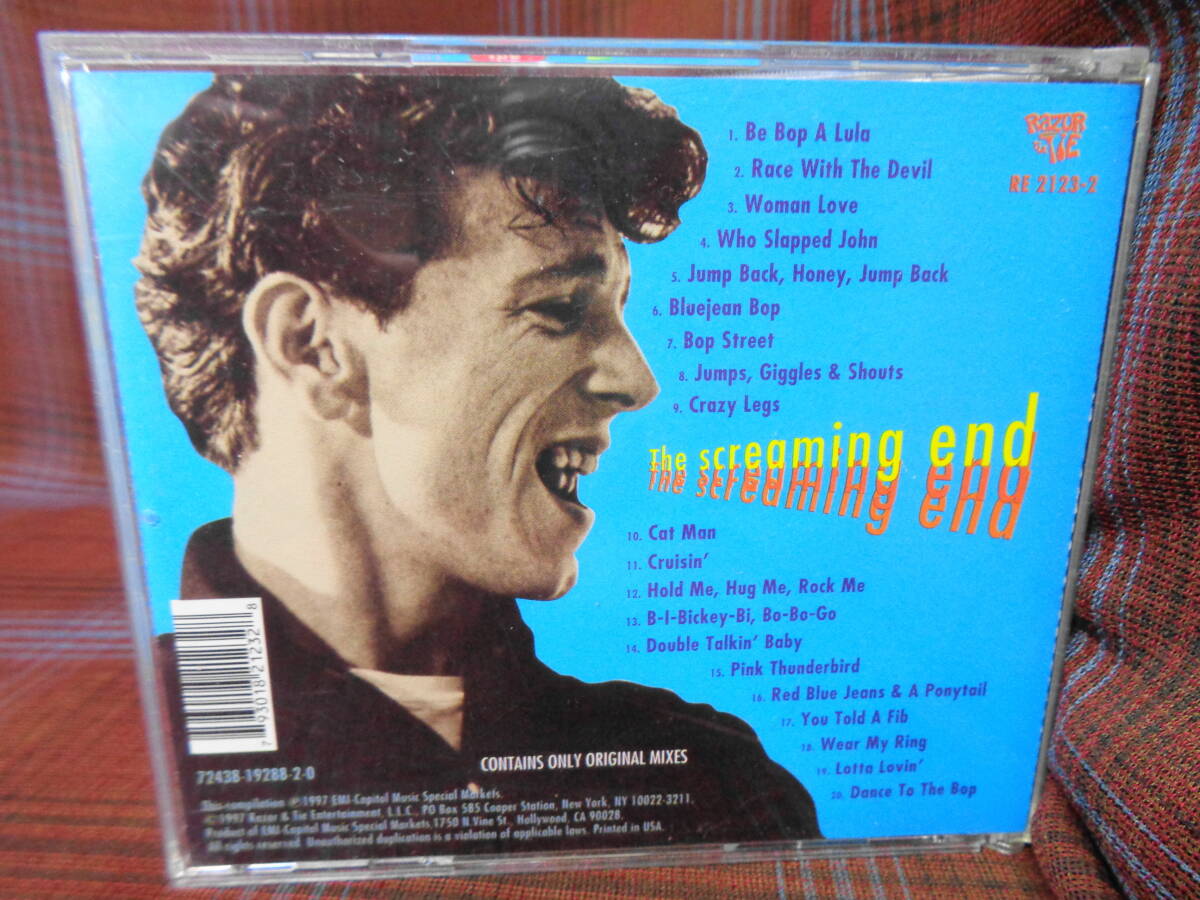 1. Be Bop A Lula
2. Race With The Devil
3. Woman Love
4. Who Slapped John
5. Jump Back, Honey, Jump Back
6. Bluejean Bop
7. Bop Street
8. Jumps, Giggles & Shouts
9. Crazy Legs
RAZOR
& TIE
RE 2123-2
The screaming end
The screaming end
10. Cat Man
11. Cruisin'
12. Hold Me, Hug Me, Rock Me
13. B-I-Bickey-Bi, Bo-Bo-Go
14. Double Talkin' Baby
15. Pink Thunderbird
16. Red Blue Jeans & A Ponytail
17. You Told A Fib
18. Wear My Ring
19. Lotta Lovin'
20. Dance To The Bop
7 93018 21232 8
72438-19288-2-0
CONTAINS ONLY ORIGINAL MIXES
This compilation ℗ 1997 EMI-Capitol Music Special Markets.
© 1997 Razor & Tie Entertainment, L.L.C., PO Box 585 Cooper Station, New York, NY 10022-3211.
Product of EMI-Capitol Music Special Markets 1750 N.Vine St. Hollywood, CA 90028.
All rights reserved. Unauthorized duplication is a violation of applicable laws. Printed in USA.